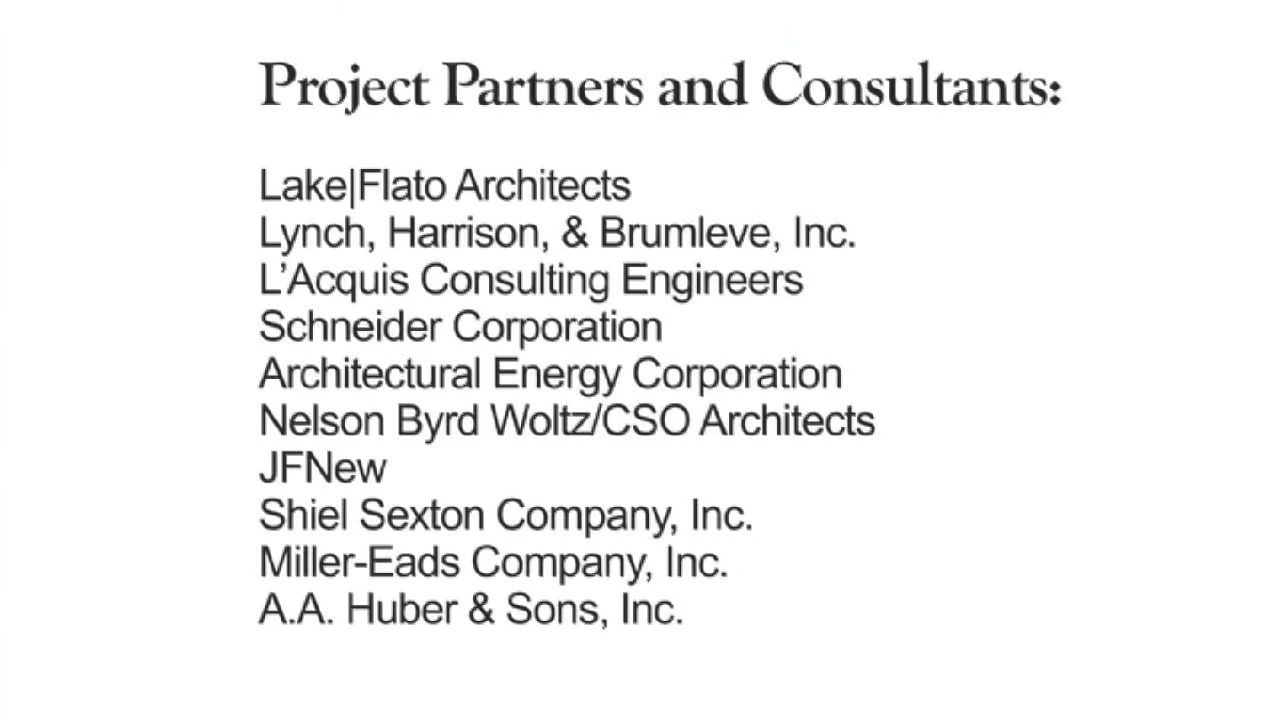 Project Partners and Consultants:
Lake|Flato Architects
Lynch, Harrison, & Brumleve, Inc.
L’Acquis Consulting Engineers
Schneider Corporation
Architectural Energy Corporation
Nelson Byrd Woltz/CSO Architects
JFNew
Shiel Sexton Company, Inc.
Miller-Eads Company, Inc.
A.A. Huber & Sons, Inc.